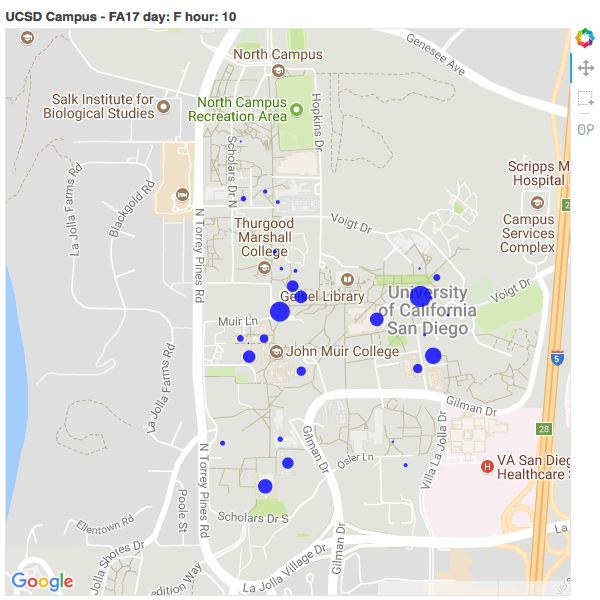 UCSD Campus - FA17 day: F hour: 10
North Campus
Genesee Ave
Salk Institute for
Biological Studies
North Campus
Recreation Area
Hopkins Dr
Scholars Dr N
Scripps M
Hospital
La Jolla Farms Rd
Blackgold Rd
2
N Torrey Pines Rd
Voigt Dr
Campus
Services
Complex
Thurgood
Marshall
College
Geisel Library
University
of California
San Diego
Voigt Dr
Muir Ln
John Muir College
5
La Jolla Farms Rd
Gilman Dr
Gilman Dr
Villa La Jolla Dr
28
N Torrey Pines Rd
Osler Ln
H
VA San Dieg
Healthcare S
Poole St
Ellentown Rd
Scholars Dr S
La
Gilman Dr
La Jolla Shores Dr
La Jolla Village Dr
Google
edition Way